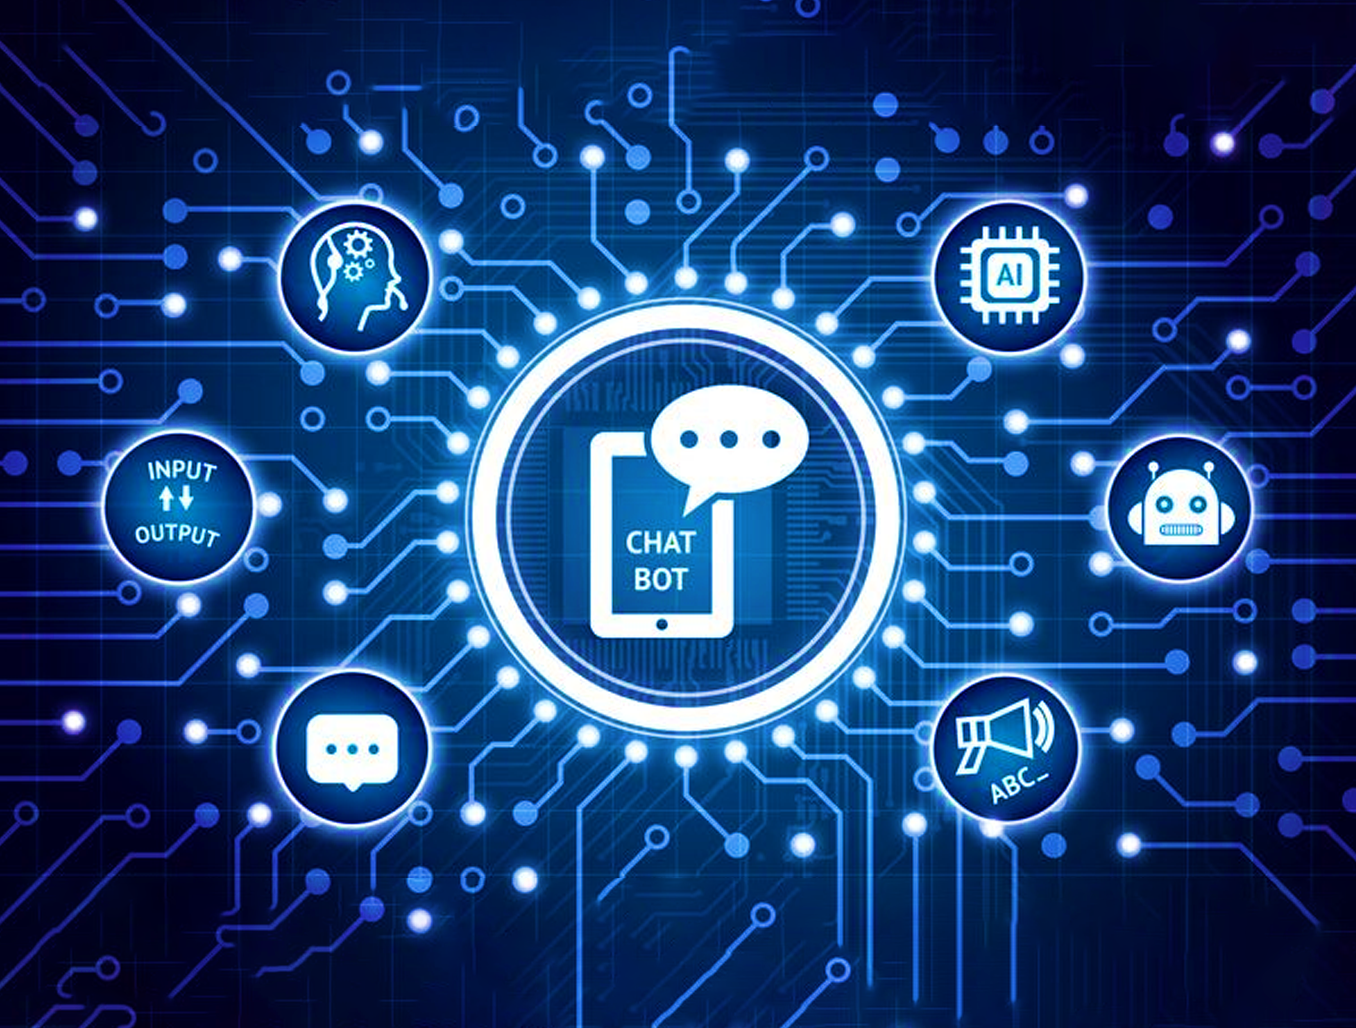 AI
INPUT
OUTPUT
CHAT
BOT
ABC_